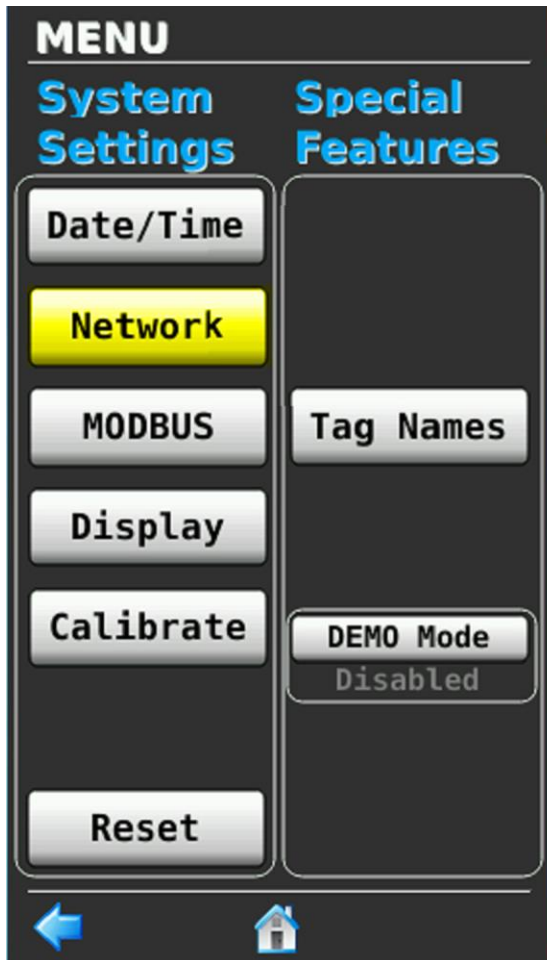 MENU
System Settings
Special Features
Date/Time
Network
MODBUS
Display
Calibrate
Reset
Tag Names
DEMO Mode
Disabled